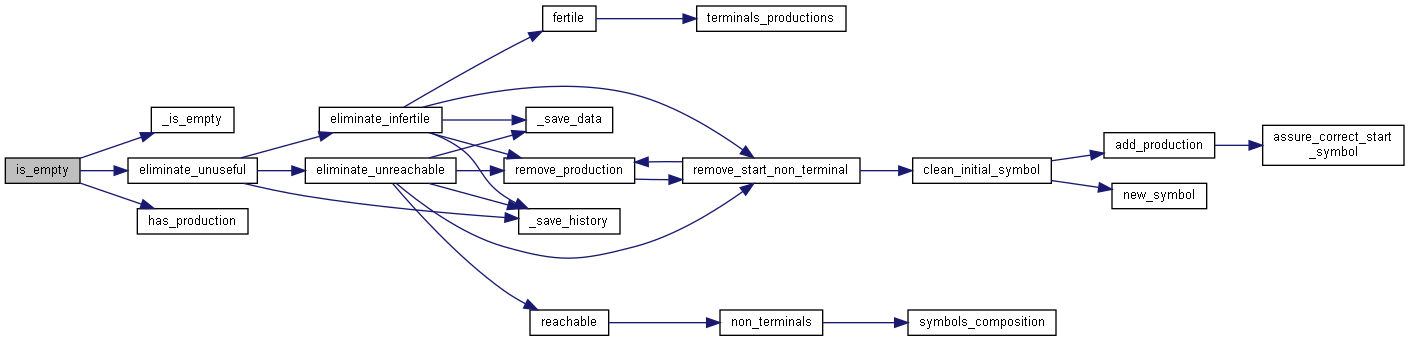 fertile
terminals_productions
_is_empty
eliminate_infertile
_save_data
is_empty
eliminate_unuseful
eliminate_unreachable
remove_production
remove_start_non_terminal
clean_initial_symbol
add_production
assure_correct_start
_symbol
new_symbol
has_production
_save_history
reachable
non_terminals
symbols_composition